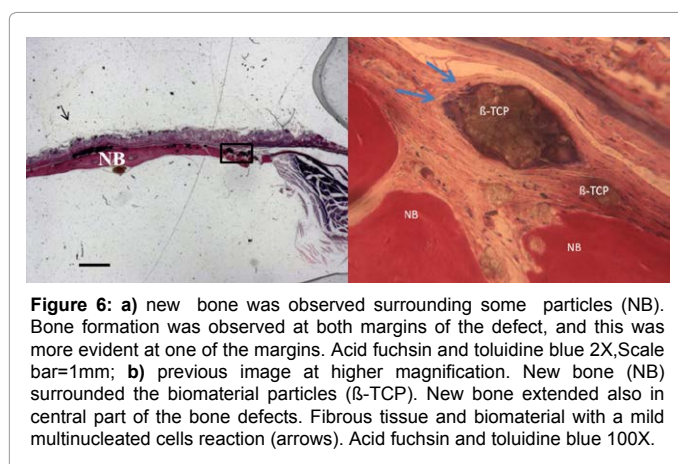 NB
ß-TCP
ß-TCP
NB
NB
Figure 6: a) new bone was observed surrounding some particles (NB).
Bone formation was observed at both margins of the defect, and this was
more evident at one of the margins. Acid fuchsin and toluidine blue 2X,Scale
bar=1mm; b) previous image at higher magnification. New bone (NB)
surrounded the biomaterial particles (ß-TCP). New bone extended also in
central part of the bone defects. Fibrous tissue and biomaterial with a mild
multinucleated cells reaction (arrows). Acid fuchsin and toluidine blue 100X.